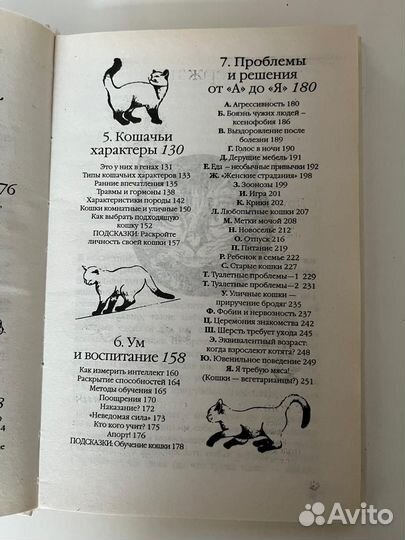 5. Кошачьи
характеры 130
Это у них в генах 131
Типы кошачьих характеров 133
Ранние впечатления 135
Травмы и гормоны 138
Характеристики породы 142
Кошки комнатные и уличные 150
Как выбрать подходящую
кошку 152
ПОДСКАЗКИ: Раскройте
личность своей кошки 157
6. Ум
и воспитание 158
Как измерить интеллект 160
Раскрытие способностей 164
Методы обучения 165
Поощрения 170
Наказание? 172
«Неведомая сила» 173
Кто кого учит? 175
Апорт! 176
ПОДСКАЗКИ: Обучение кошки 178
7. Проблемы
и решения
от «А» до «Я» 180
А. Агрессивность 180
Б. Боязнь чужих людей –
ксенофобия 186
В. Выздоровление после
болезни 189
Г. Голос в ночи 190
Д. Дерущие мебель 191
Е. Еда – необычные привычки 192
Ж. «Женские страдания» 198
З. Зоонозы 199
И. Игра 201
К. Крики 202
Л. Любопытные кошки 207
М. Метки мочой 208
Н. Новоселье 212
О. Отпуск 214
П. Питание 219
Р. Ребенок в семье 222
С. Старые кошки 227
Т. Туалетные проблемы—1 229
Т. Туалетные проблемы—2 231
У. Уличные кошки —
приручение бродяг 235
Ф. Фобии и нервозность 237
Ц. Церемония знакомства 242
Ш. Шерсть требует ухода 245
Э. Эквивалентный возраст:
когда взрослеют котята? 248
Ю. Ювенильное поведение 249
Я. Я требую мяса!
(Кошки — вегетарианцы?) 251
76
Avito